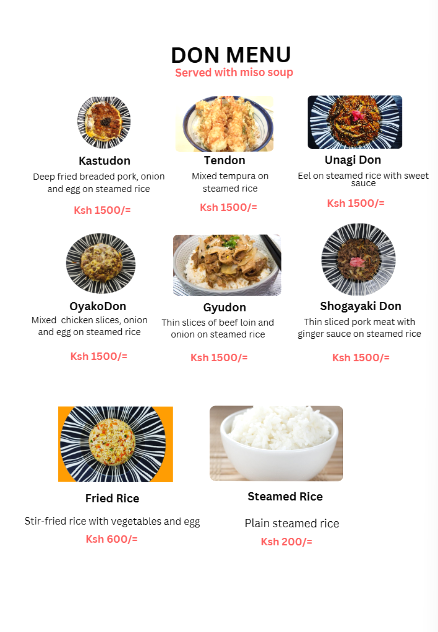 DON MENU
Served with miso soup
Kastudon
Deep fried breaded pork, onion
and egg on steamed rice
Ksh 1500/=
Tendon
Mixed tempura on
steamed rice
Ksh 1500/=
Unagi Don
Eel on steamed rice with sweet
sauce
Ksh 1500/=
OyakoDon
Mixed chicken slices, onion
and egg on steamed rice
Ksh 1500/=
Gyudon
Thin slices of beef loin and
onion on steamed rice
Ksh 1500/=
Shogayaki Don
Thin sliced pork meat with
ginger sauce on steamed rice
Ksh 1500/=
Fried Rice
Stir-fried rice with vegetables and egg
Ksh 600/=
Steamed Rice
Plain steamed rice
Ksh 200/=